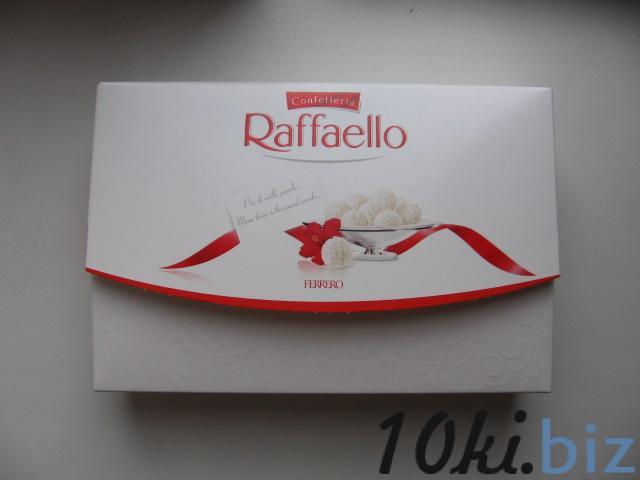 Confetteria
Raffaello
Più di mille parole...
More than a thousand words...
FERRERO
10ki.biz